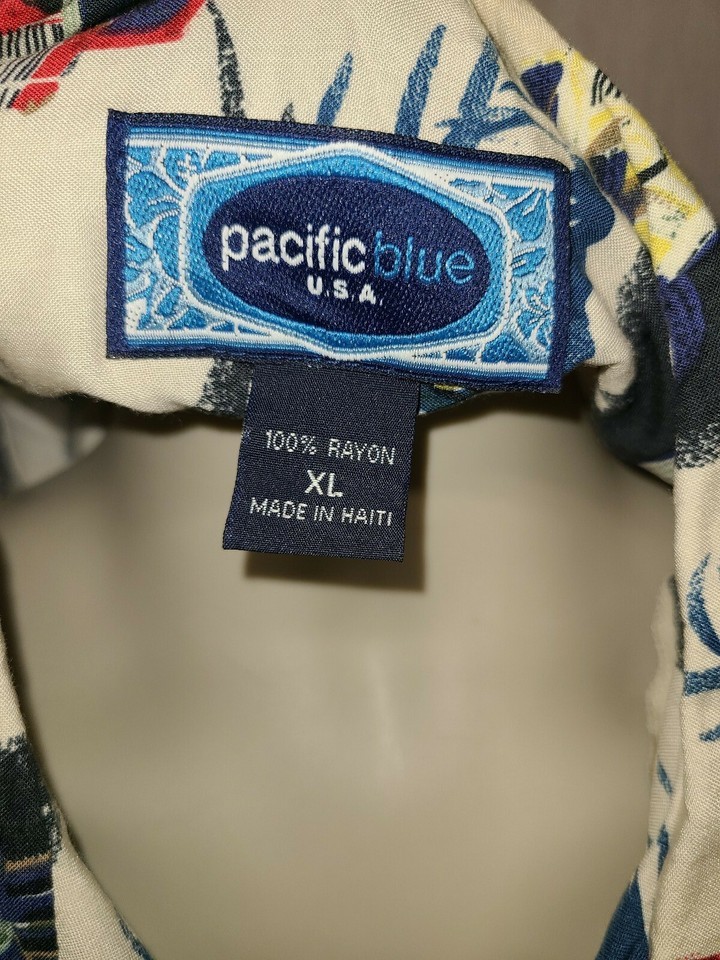 pacific blue
U.S.A.
100% RAYON
XL
MADE IN HAITI